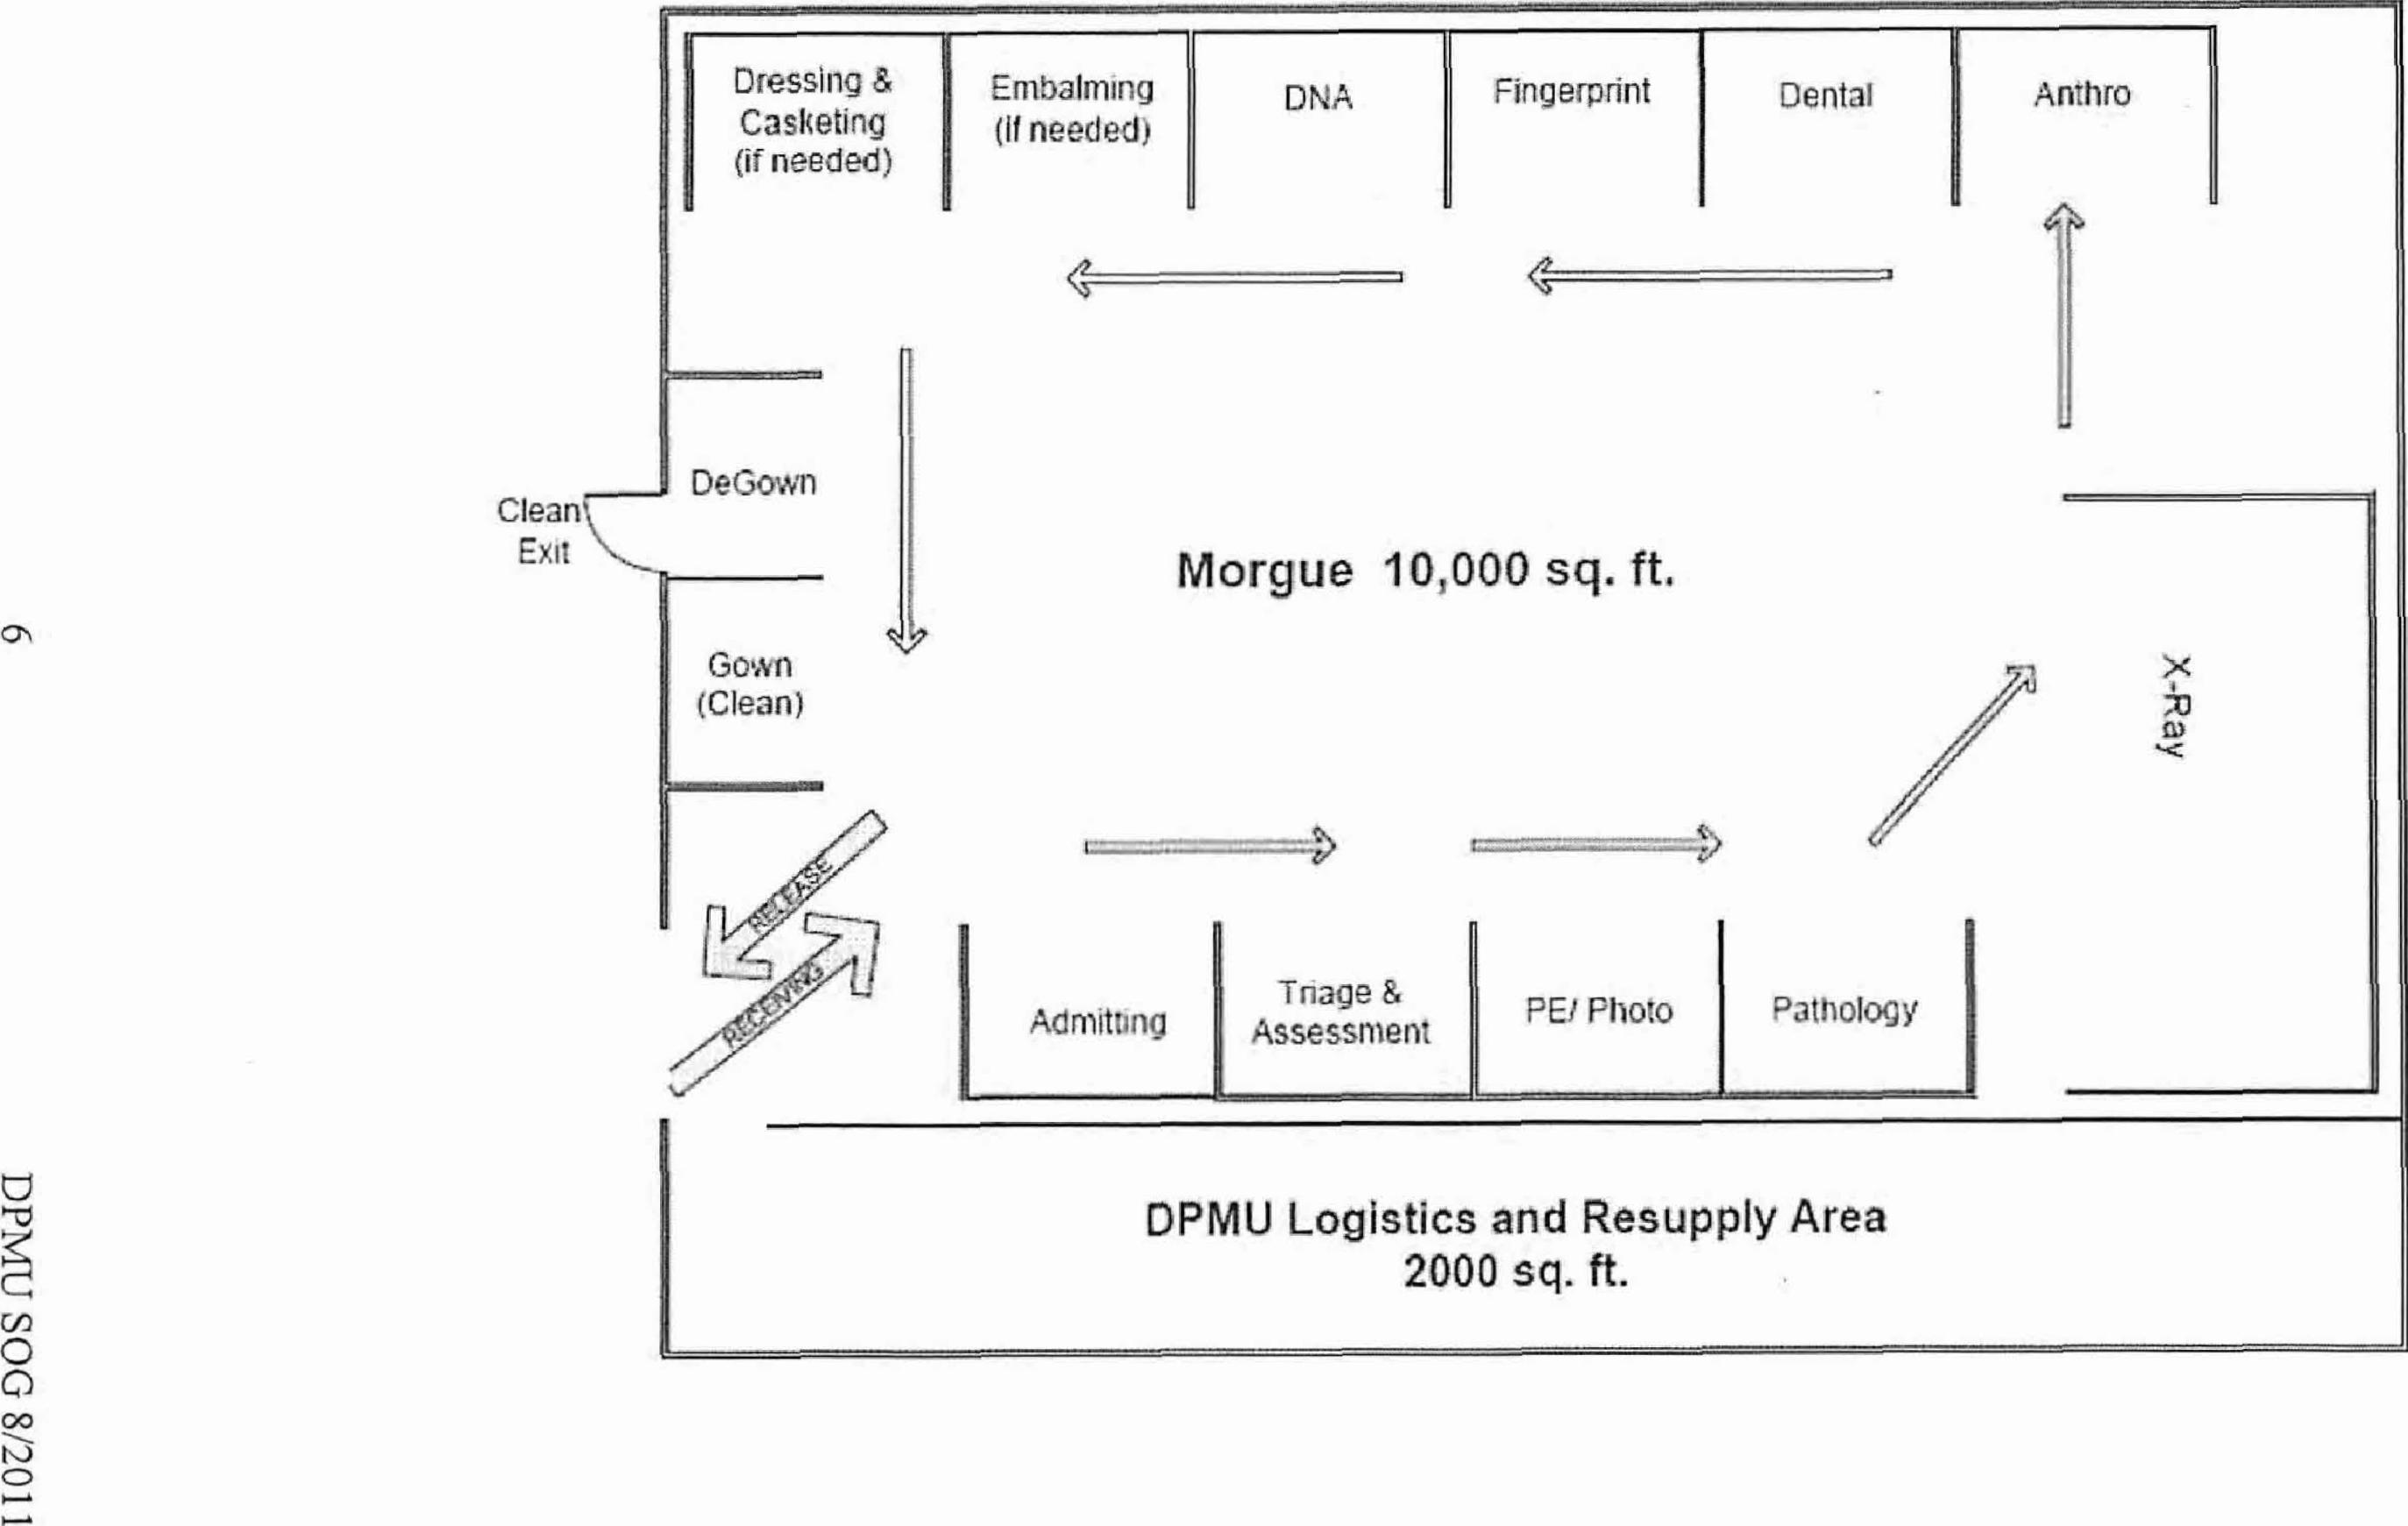 Dressing &
Casketing
(if needed)
Embalming
(if needed)
DNA
Fingerprint
Dental
Anthro
DeGown
Clean
Exit
Morgue 10,000 sq. ft.
Gown
(Clean)
X-Ray
RELEASE
RECEIVING
Admitting
Triage &
Assessment
PE/ Photo
Pathology
DPMU Logistics and Resupply Area
2000 sq. ft.
6
DPMU SOG 8/2011